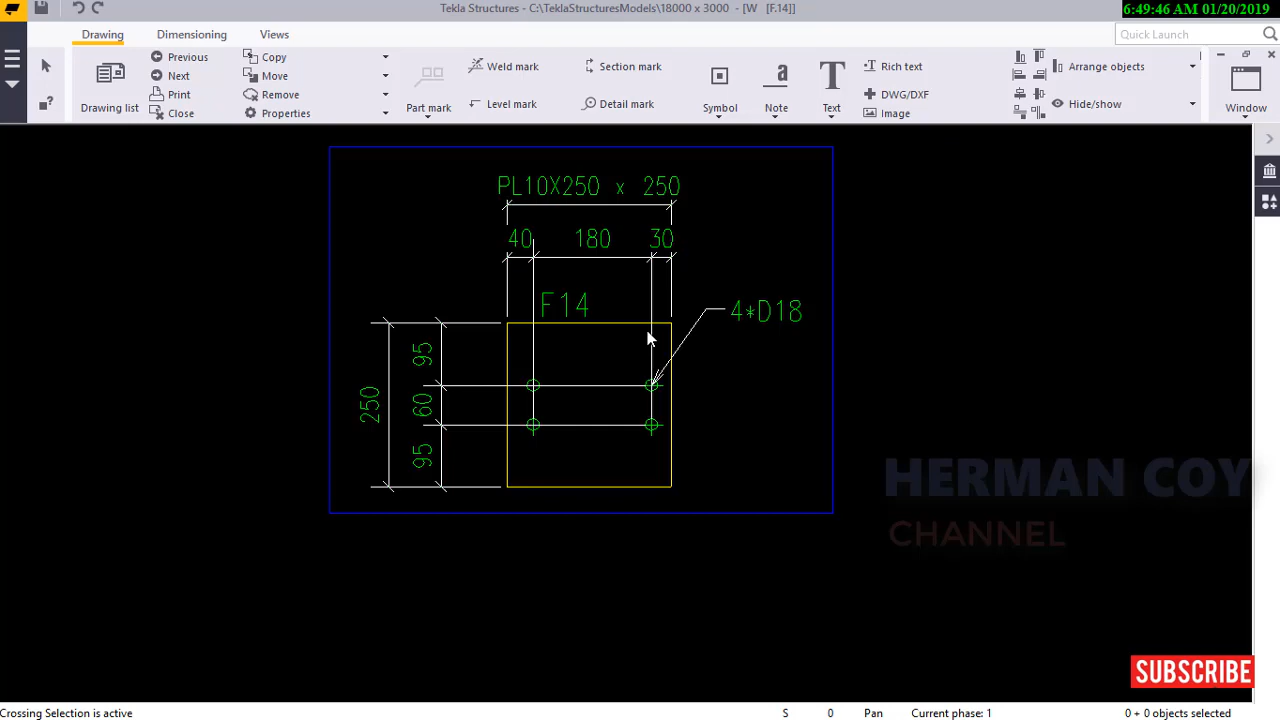 Tekla Structures - C:\TeklaStructuresModels\18000 x 3000 - [W [F.14]]
6:49:46 AM 01/20/2019
Drawing Dimensioning Views
Quick Launch
Drawing list
Previous
Next
Print
Close
Copy
Move
Remove
Properties
Part mark
Weld mark
Level mark
Section mark
Detail mark
Symbol
Note
Text
Rich text
DWG/DXF
Image
Arrange objects
Hide/show
Window
PL10X250 x 250
40 180 30
F14
4*D18
250
95
60
95
HERMAN COY
CHANNEL
SUBSCRIBE
Crossing Selection is active
S 0 Pan Current phase: 1 0 + 0 objects selected